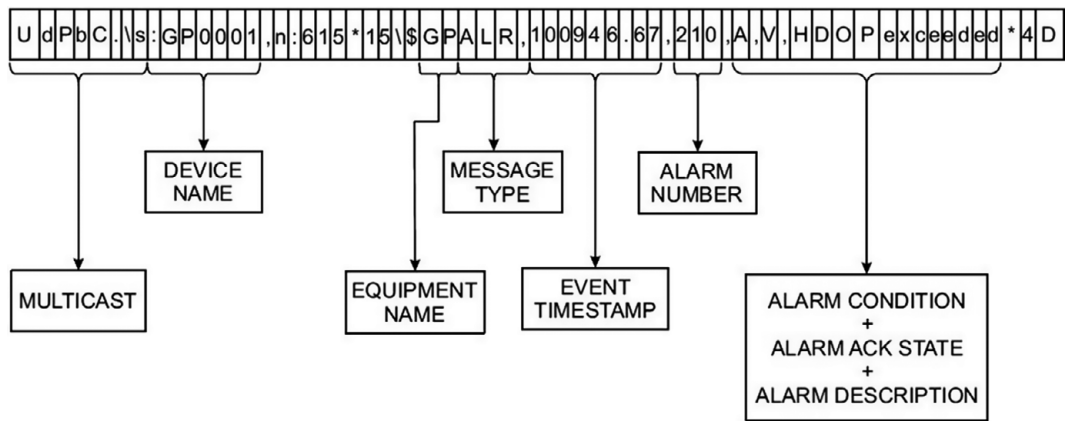 UdPbC.\s:GP0001,n:615*15\$GPALR,100946.67,210,A,V,HDOPexceeded*4D
DEVICE
NAME
MESSAGE
TYPE
ALARM
NUMBER
MULTICAST
EQUIPMENT
NAME
EVENT
TIMESTAMP
ALARM CONDITION
+
ALARM ACK STATE
+
ALARM DESCRIPTION